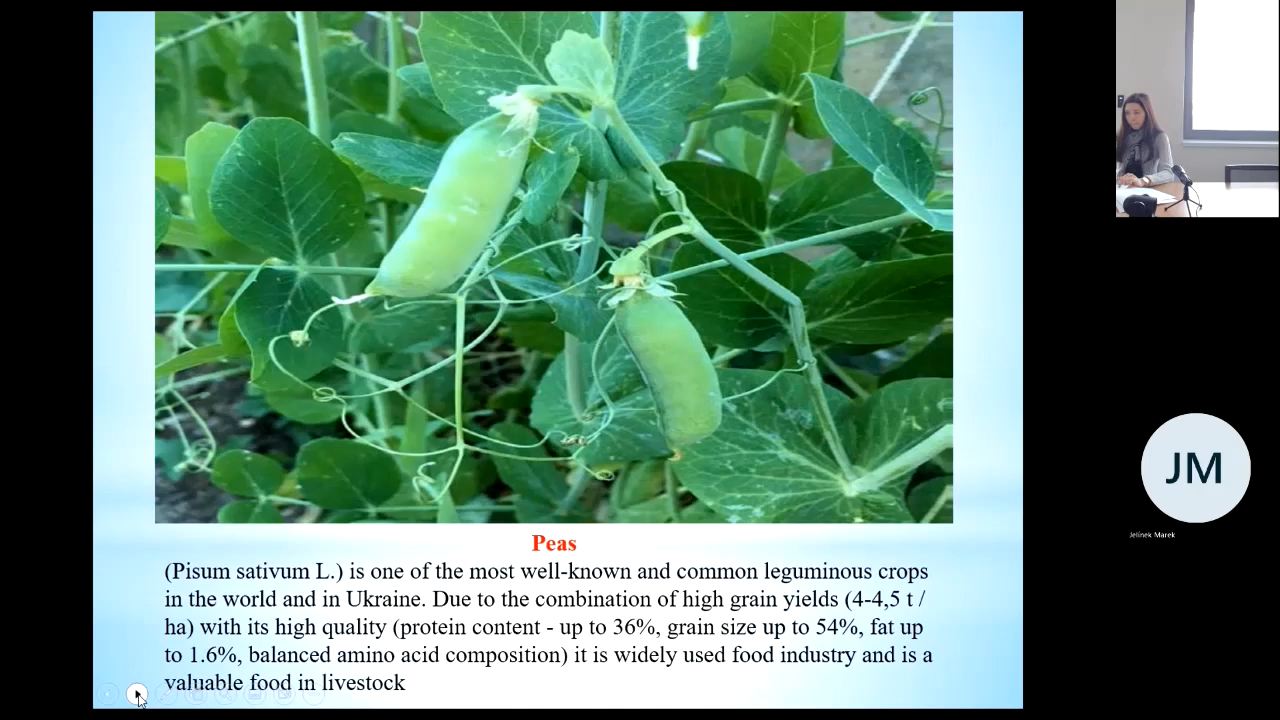 Peas
(Pisum sativum L.) is one of the most well-known and common leguminous crops
in the world and in Ukraine. Due to the combination of high grain yields (4-4,5 t /
ha) with its high quality (protein content - up to 36%, grain size up to 54%, fat up
to 1.6%, balanced amino acid composition) it is widely used food industry and is a
valuable food in livestock
JM
Jelínek Marek